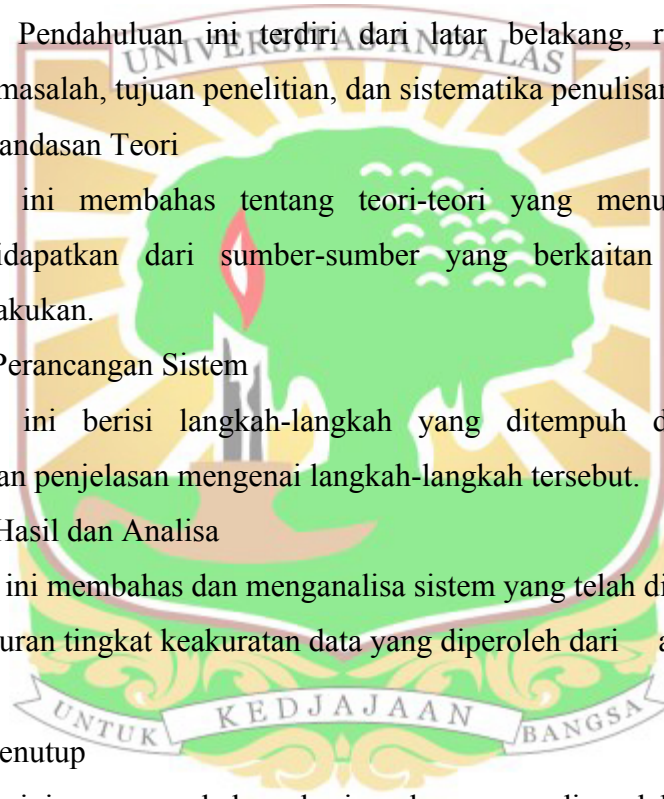 Pendahuluan ini terdiri dari latar belakang,
UNIVERSITAS ANDALAS
masalah, tujuan penelitian, dan sistematika penulisan
andasan Teori
ini membahas tentang teori-teori yang menu
idapatkan dari sumber-sumber yang berkaitan
akukan.
Perancangan Sistem
ini berisi langkah-langkah yang ditempuh d
an penjelasan mengenai langkah-langkah tersebut.
Hasil dan Analisa
ini membahas dan menganalisa sistem yang telah di
uran tingkat keakuratan data yang diperoleh dari a
UNTUK KEDJAJAAN BANGSA
enutup